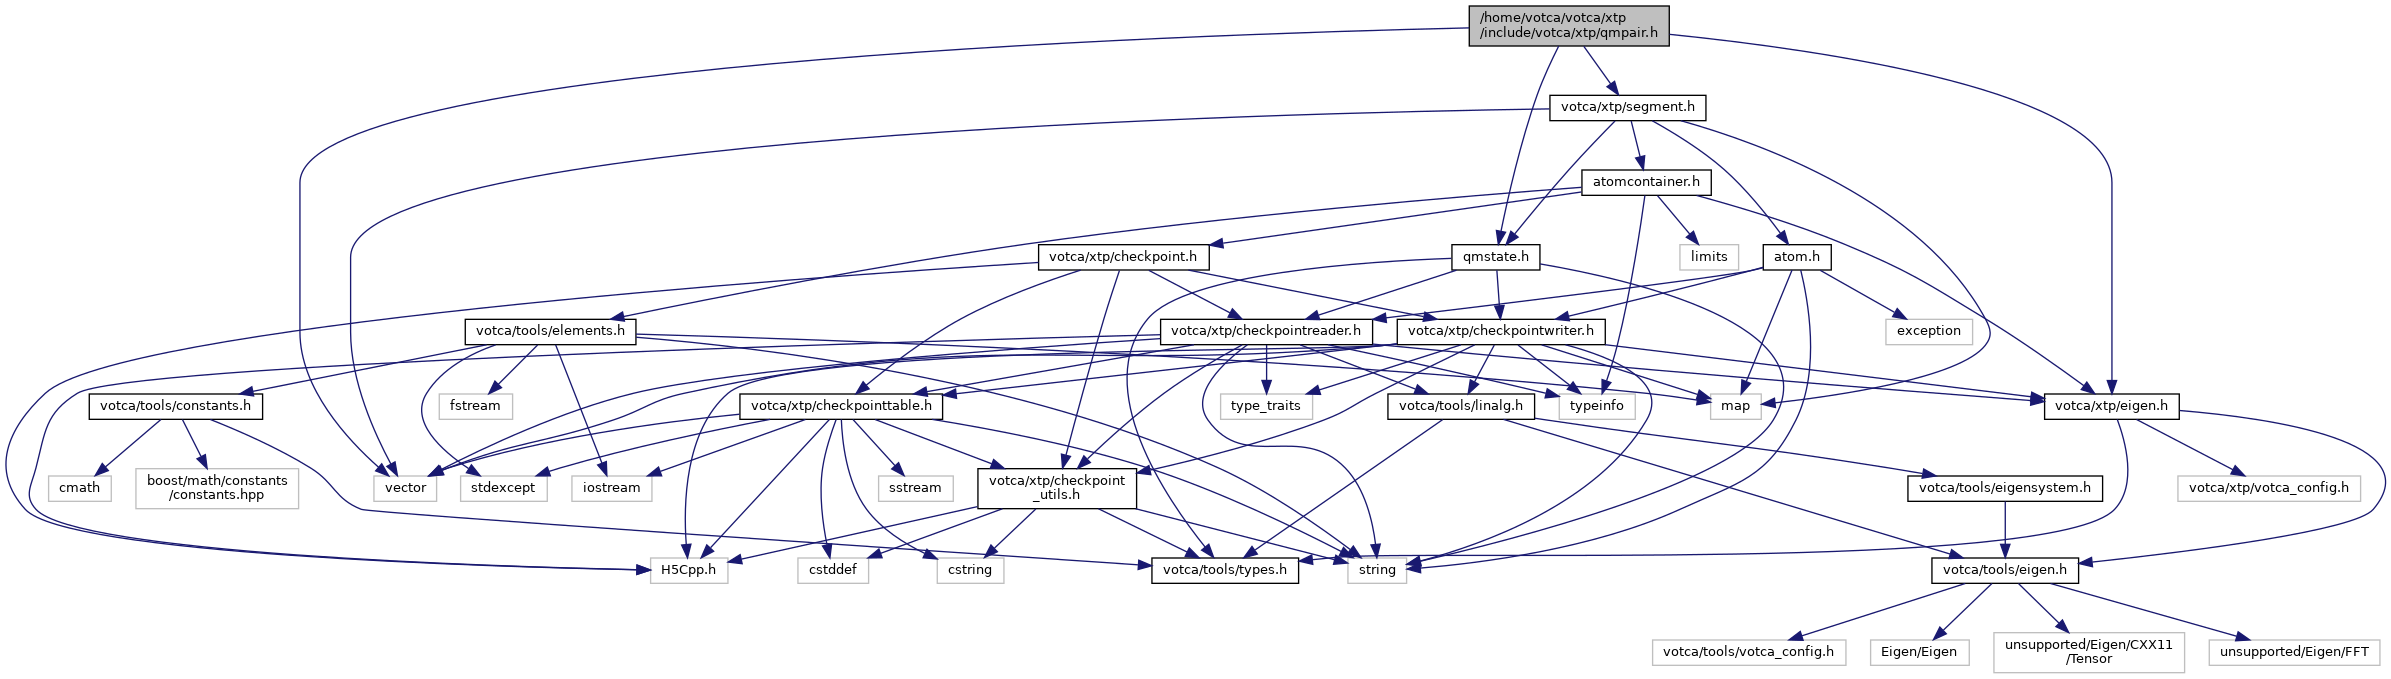 /home/votca/votca/xtp
/include/votca/xtp/qmpair.h
votca/xtp/segment.h
atomcontainer.h
votca/xtp/checkpoint.h
qmstate.h
limits
atom.h
votca/tools/elements.h
votca/xtp/checkpointreader.h
votca/xtp/checkpointwriter.h
exception
votca/tools/constants.h
fstream
votca/xtp/checkpointtable.h
type_traits
votca/tools/linalg.h
typeinfo
map
votca/xtp/eigen.h
cmath
boost/math/constants
/constants.hpp
vector
stdexcept
iostream
sstream
votca/xtp/checkpoint
_utils.h
votca/tools/eigensystem.h
votca/xtp/votca_config.h
H5Cpp.h
cstddef
cstring
votca/tools/types.h
string
votca/tools/eigen.h
votca/tools/votca_config.h
Eigen/Eigen
unsupported/Eigen/CXX11
/Tensor
unsupported/Eigen/FFT